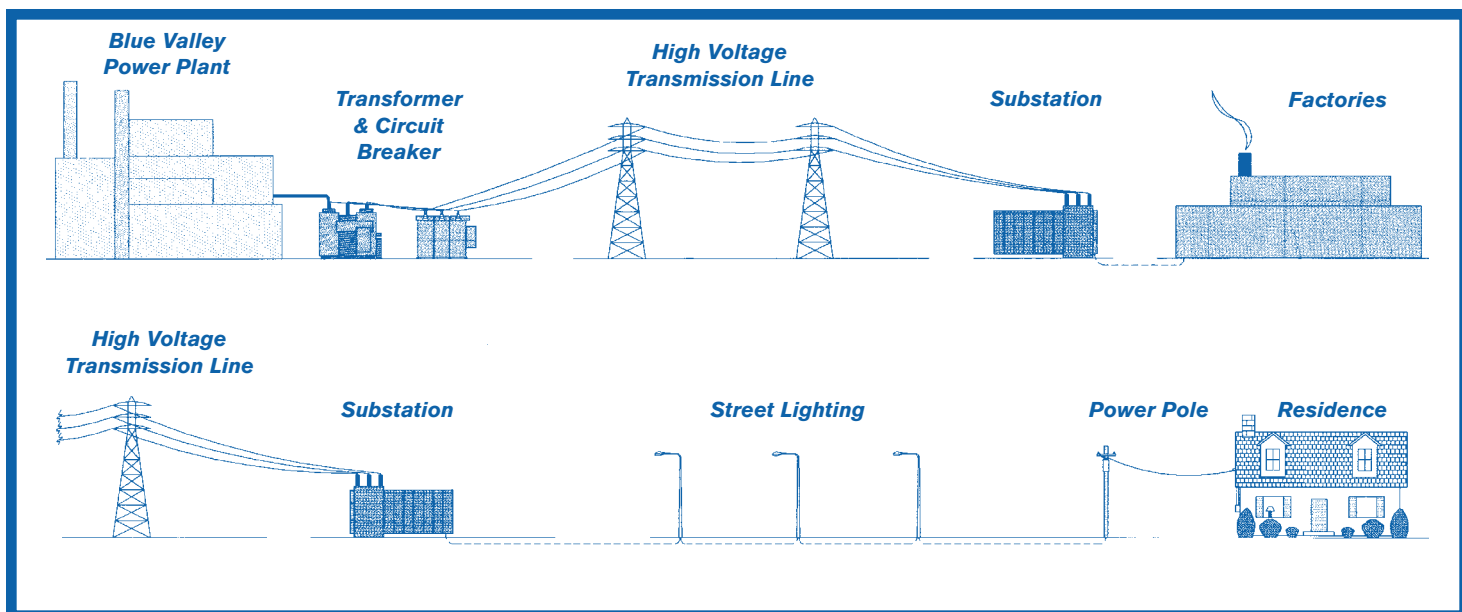 Blue Valley
Power Plant
Transformer
& Circuit
Breaker
High Voltage
Transmission Line
Substation
Factories
High Voltage
Transmission Line
Substation
Street Lighting
Power Pole
Residence